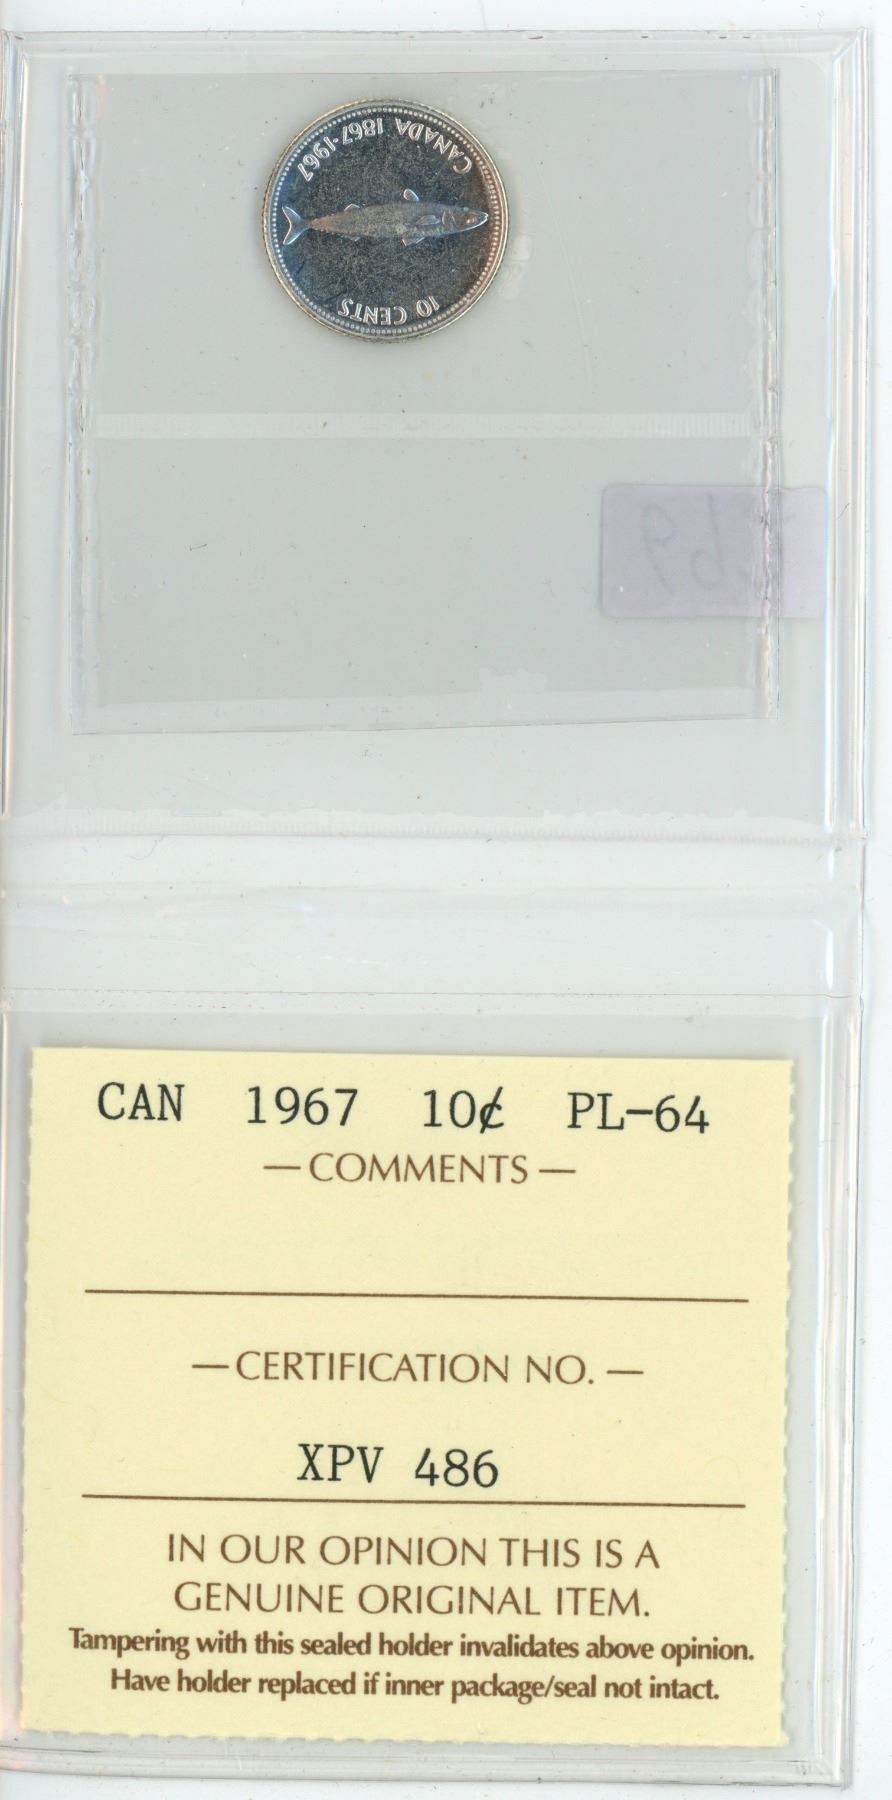 CANADA 1867-1967
10 CENTS
CAN 1967 10¢ PL-64
— COMMENTS —
— CERTIFICATION NO. —
XPV 486
IN OUR OPINION THIS IS A
GENUINE ORIGINAL ITEM.
Tampering with this sealed holder invalidates above opinion.
Have holder replaced if inner package/seal not intact.